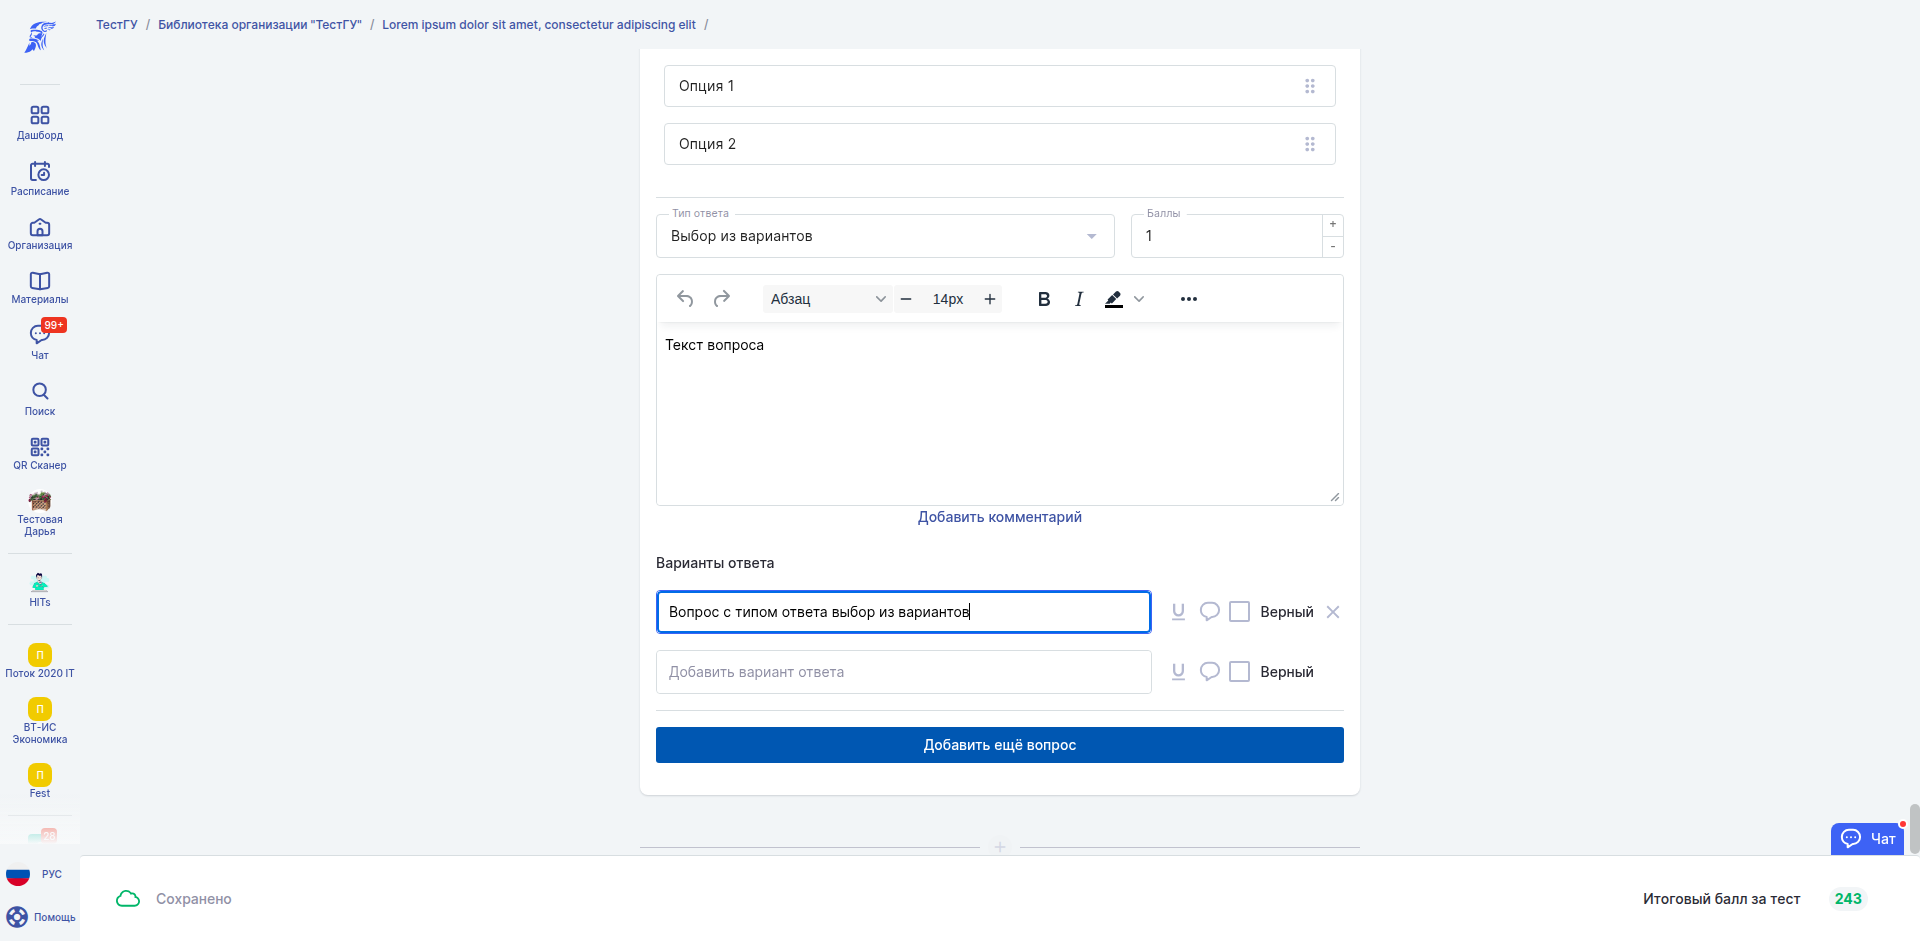 ТестГУ / Библиотека организации "ТестГУ" / Lorem ipsum dolor sit amet, consectetur adipiscing elit /
Дашборд
Расписание
Организация
Материалы
99+
Чат
Поиск
QR Сканер
Тестовая
Дарья
HITs
П
Поток 2020 IT
П
ВТ-ИС
Экономика
П
Fest
28
РУС
Помощь
Опция 1
Опция 2
Тип ответа
Выбор из вариантов
Баллы
1
+
-
Абзац
14px
B I
Текст вопроса
Добавить комментарий
Варианты ответа
Вопрос с типом ответа выбор из вариантов
Верный
Добавить вариант ответа
Верный
Добавить ещё вопрос
Чат
Сохранено
Итоговый балл за тест 243